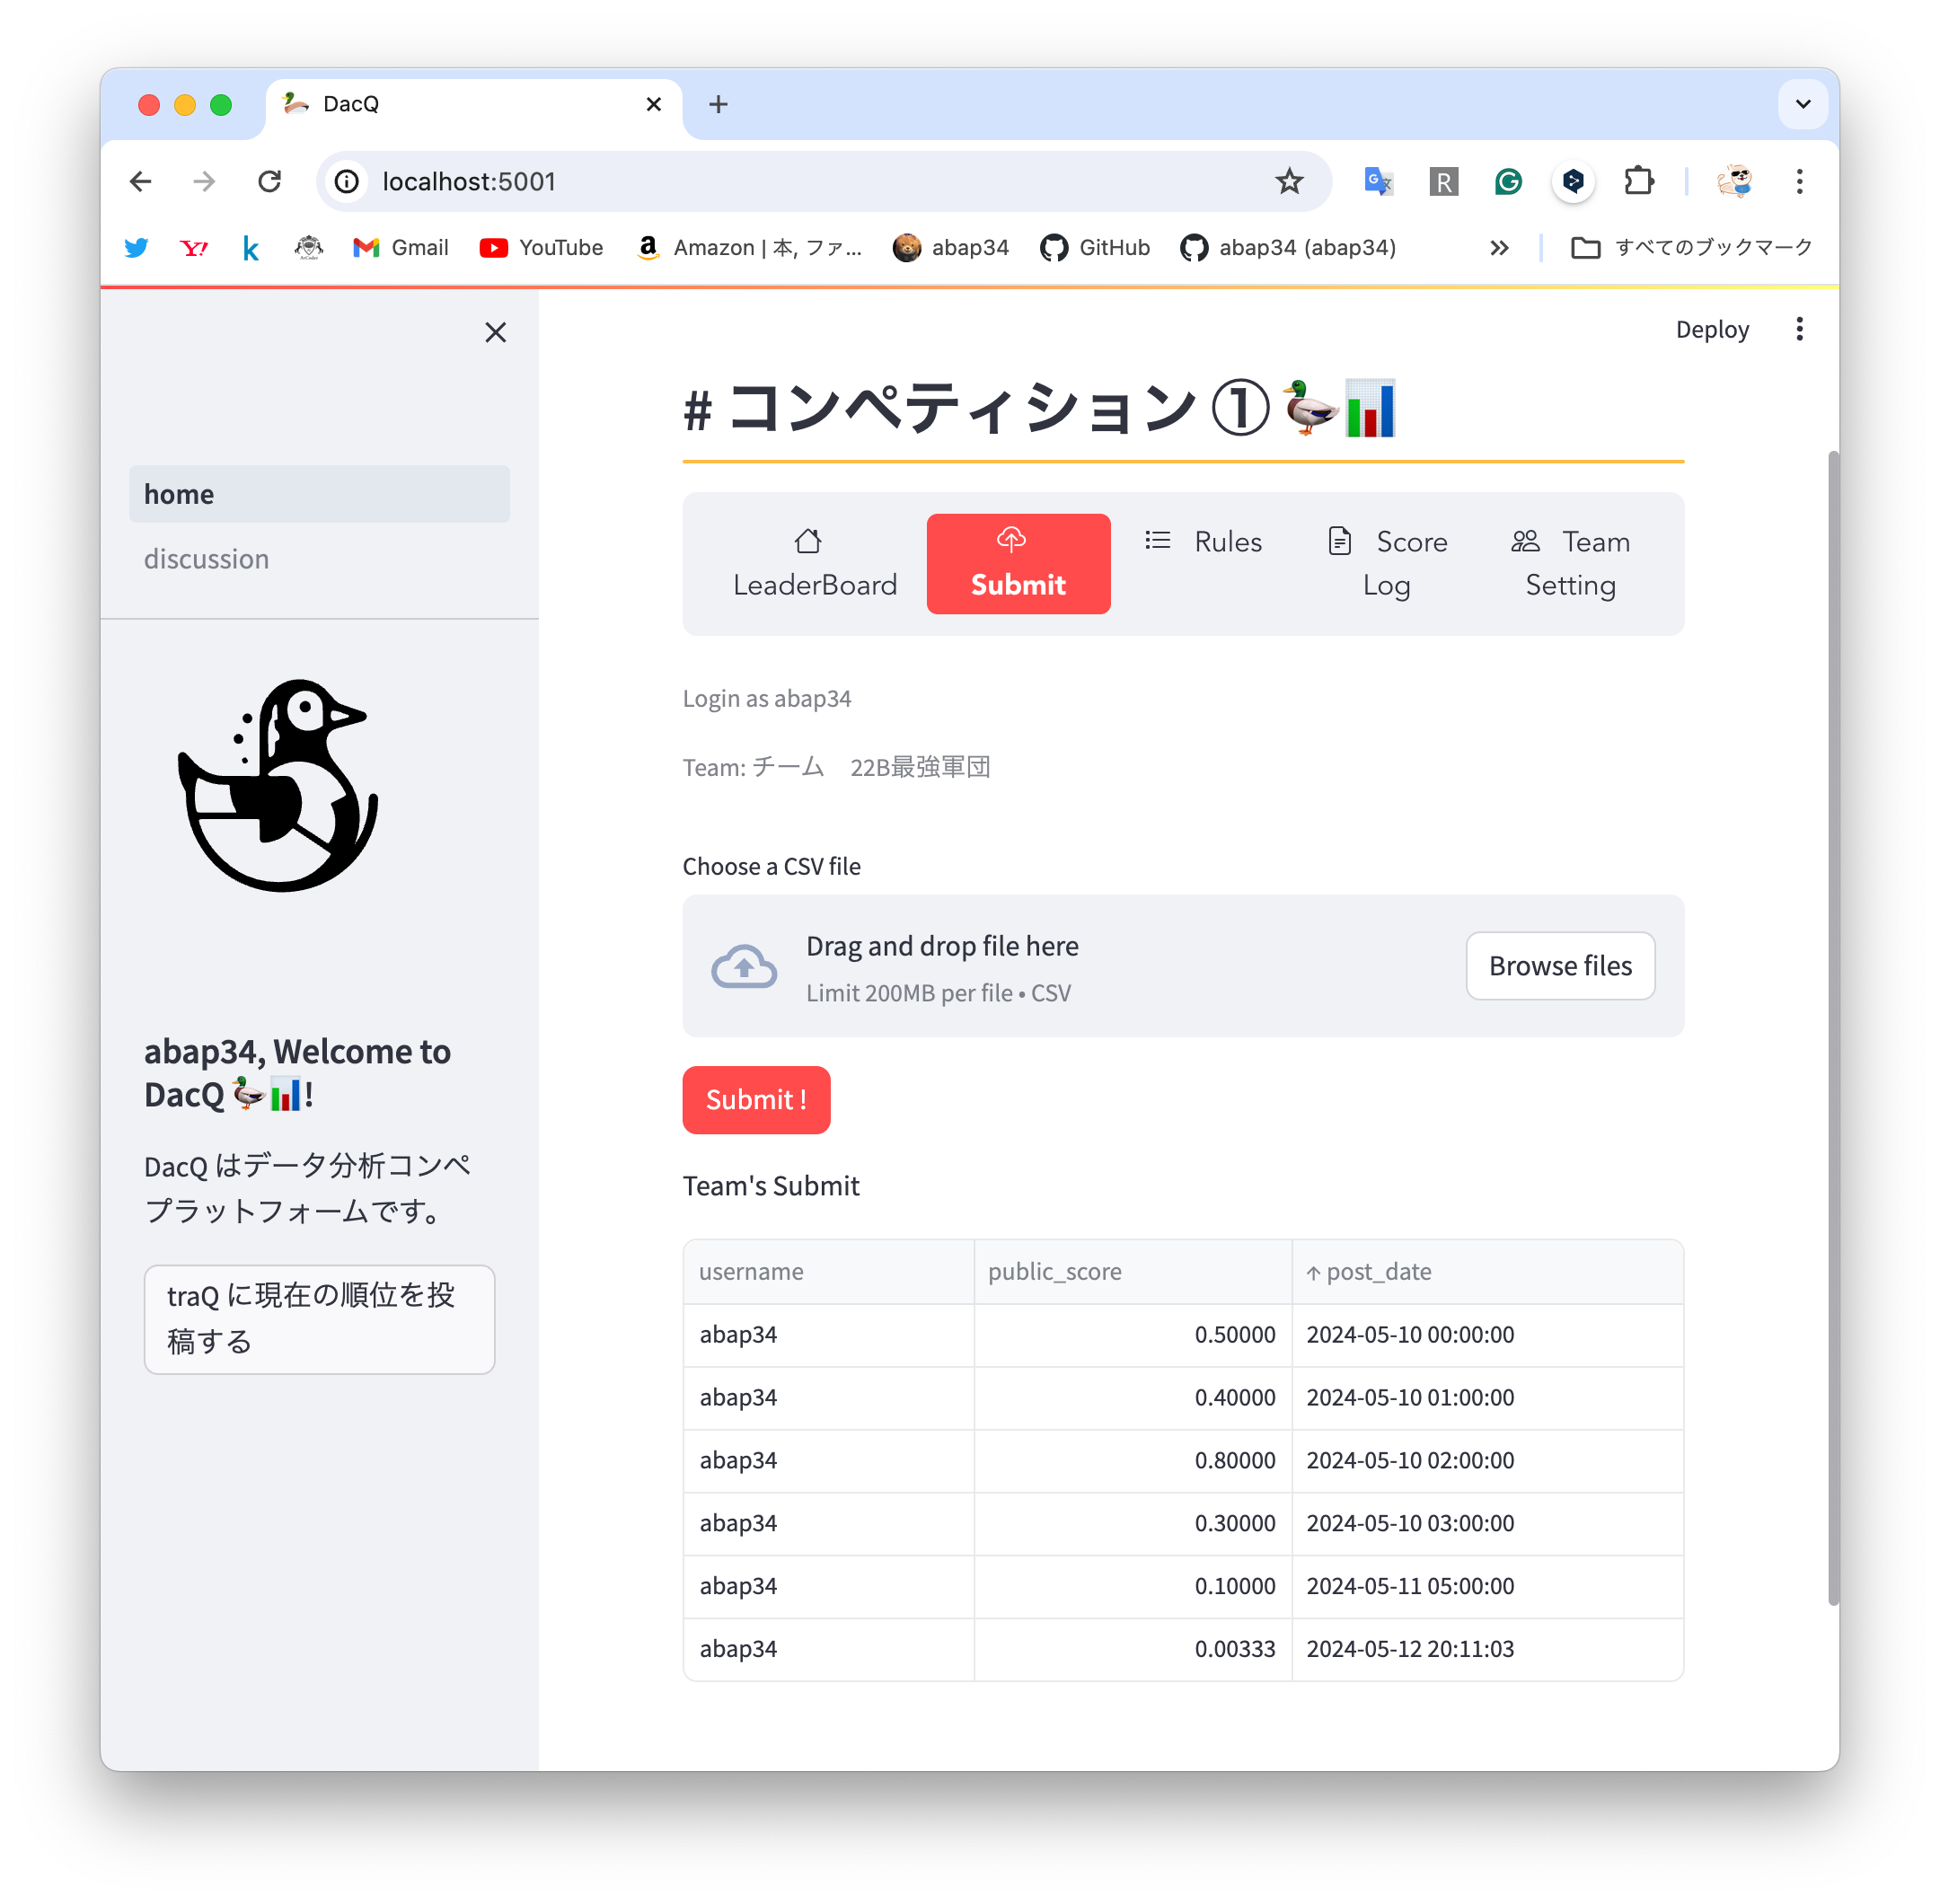 DacQ
localhost:5001
Gmail
YouTube
Amazon | 本, ファ...
abap34
GitHub
abap34 (abap34)
すべてのブックマーク
Deploy
home
discussion
abap34, Welcome to
DacQ 🦆📊!
DacQ はデータ分析コンペ
プラットフォームです。
traQ に現在の順位を投
稿する
# コンペティション ①🦆📊
LeaderBoard
Submit
Rules
Score
Log
Team
Setting
Login as abap34
Team: チーム　22B最強軍団
Choose a CSV file
Drag and drop file here
Limit 200MB per file • CSV
Browse files
Submit !
Team's Submit
username public_score ↑ post_date
abap34 0.50000 2024-05-10 00:00:00
abap34 0.40000 2024-05-10 01:00:00
abap34 0.80000 2024-05-10 02:00:00
abap34 0.30000 2024-05-10 03:00:00
abap34 0.10000 2024-05-11 05:00:00
abap34 0.00333 2024-05-12 20:11:03